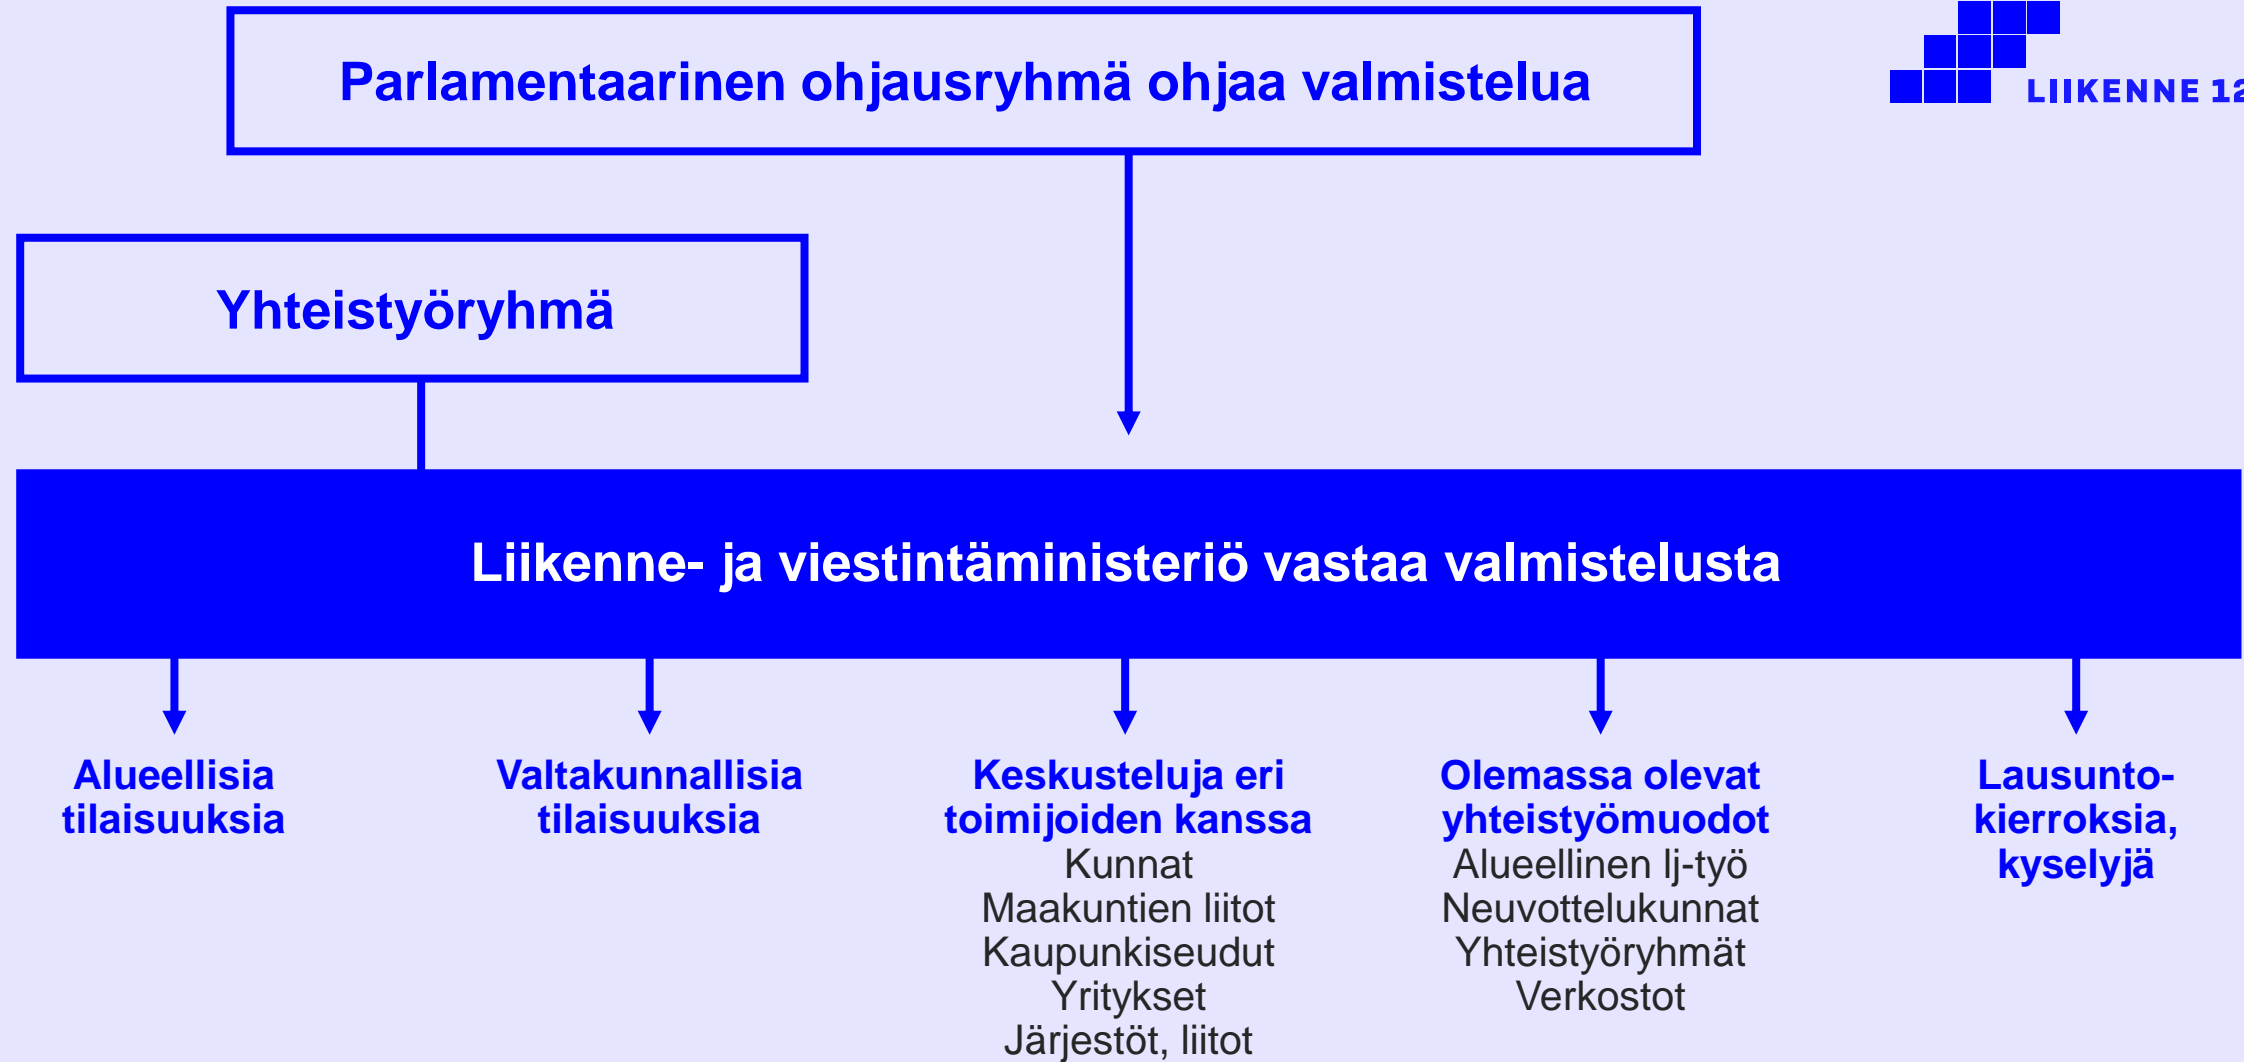 Parlamentaarinen ohjausryhmä ohjaa valmistelua
LIIKENNE 12
Yhteistyöryhmä
Liikenne- ja viestintäministeriö vastaa valmistelusta
Alueellisia
tilaisuuksia
Valtakunnallisia
tilaisuuksia
Keskusteluja eri
toimijoiden kanssa
Kunnat
Maakuntien liitot
Kaupunkiseudut
Yritykset
Järjestöt, liitot
Olemassa olevat
yhteistyömuodot
Alueellinen lj-työ
Neuvottelukunnat
Yhteistyöryhmät
Verkostot
Lausunto-
kierroksia,
kyselyjä